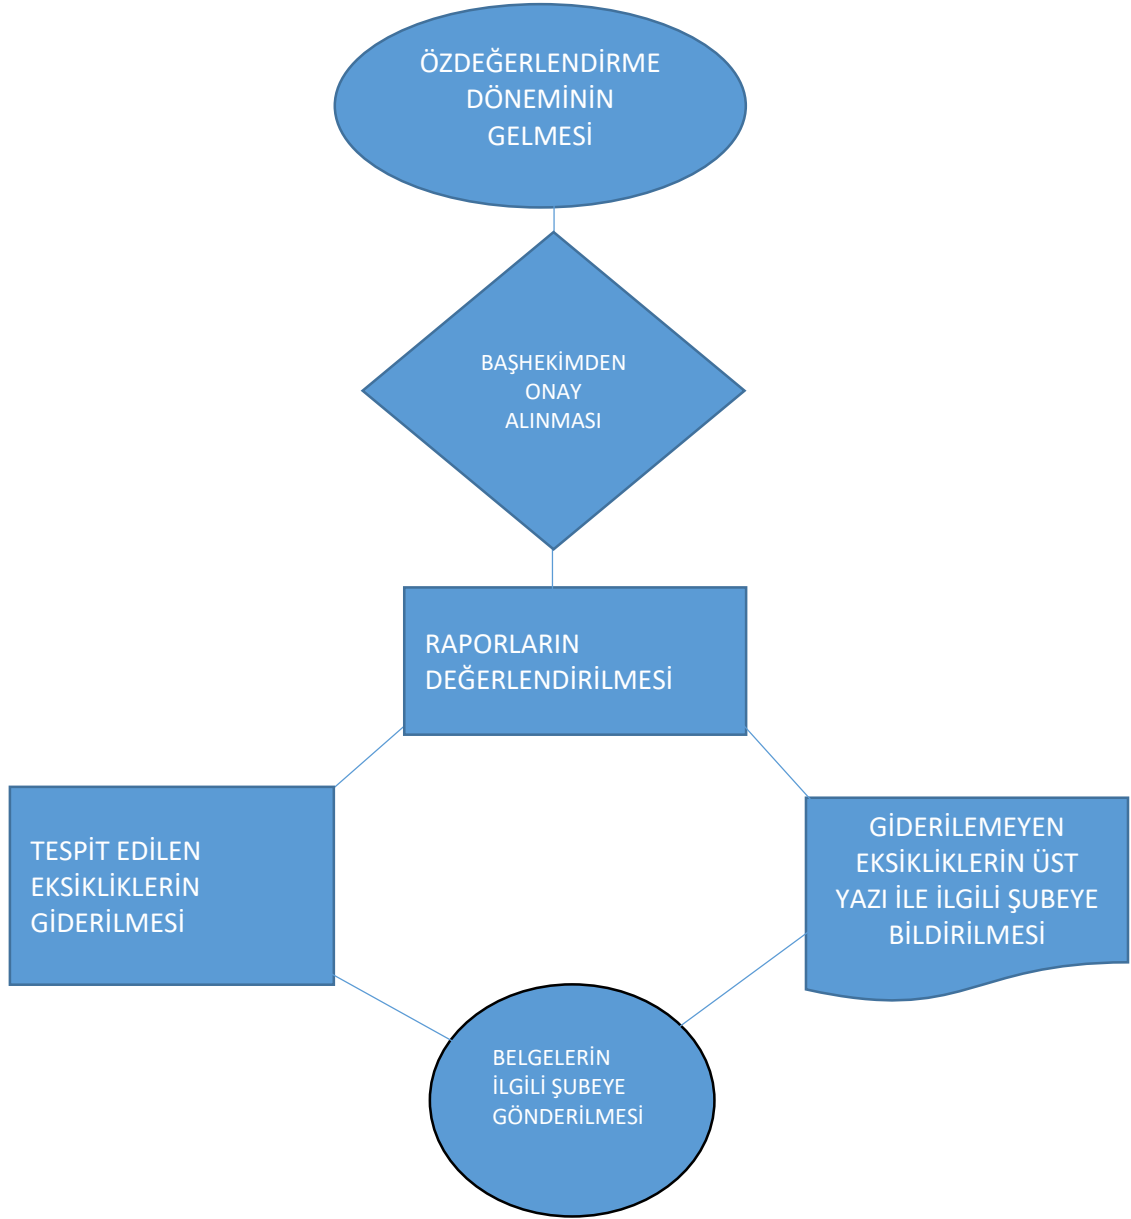 ÖZDEĞERLENDİRME
DÖNEMİNİN
GELMESİ
BAŞHEKİMDEN
ONAY
ALINMASI
RAPORLARIN
DEĞERLENDİRİLMESİ
TESPİT EDİLEN
EKSİKLİKLERİN
GİDERİLMESİ
GİDERİLEMEYEN
EKSİKLİKLERİN ÜST
YAZI İLE İLGİLİ ŞUBEYE
BİLDİRİLMESİ
BELGELERİN
İLGİLİ ŞUBEYE
GÖNDERİLMESİ